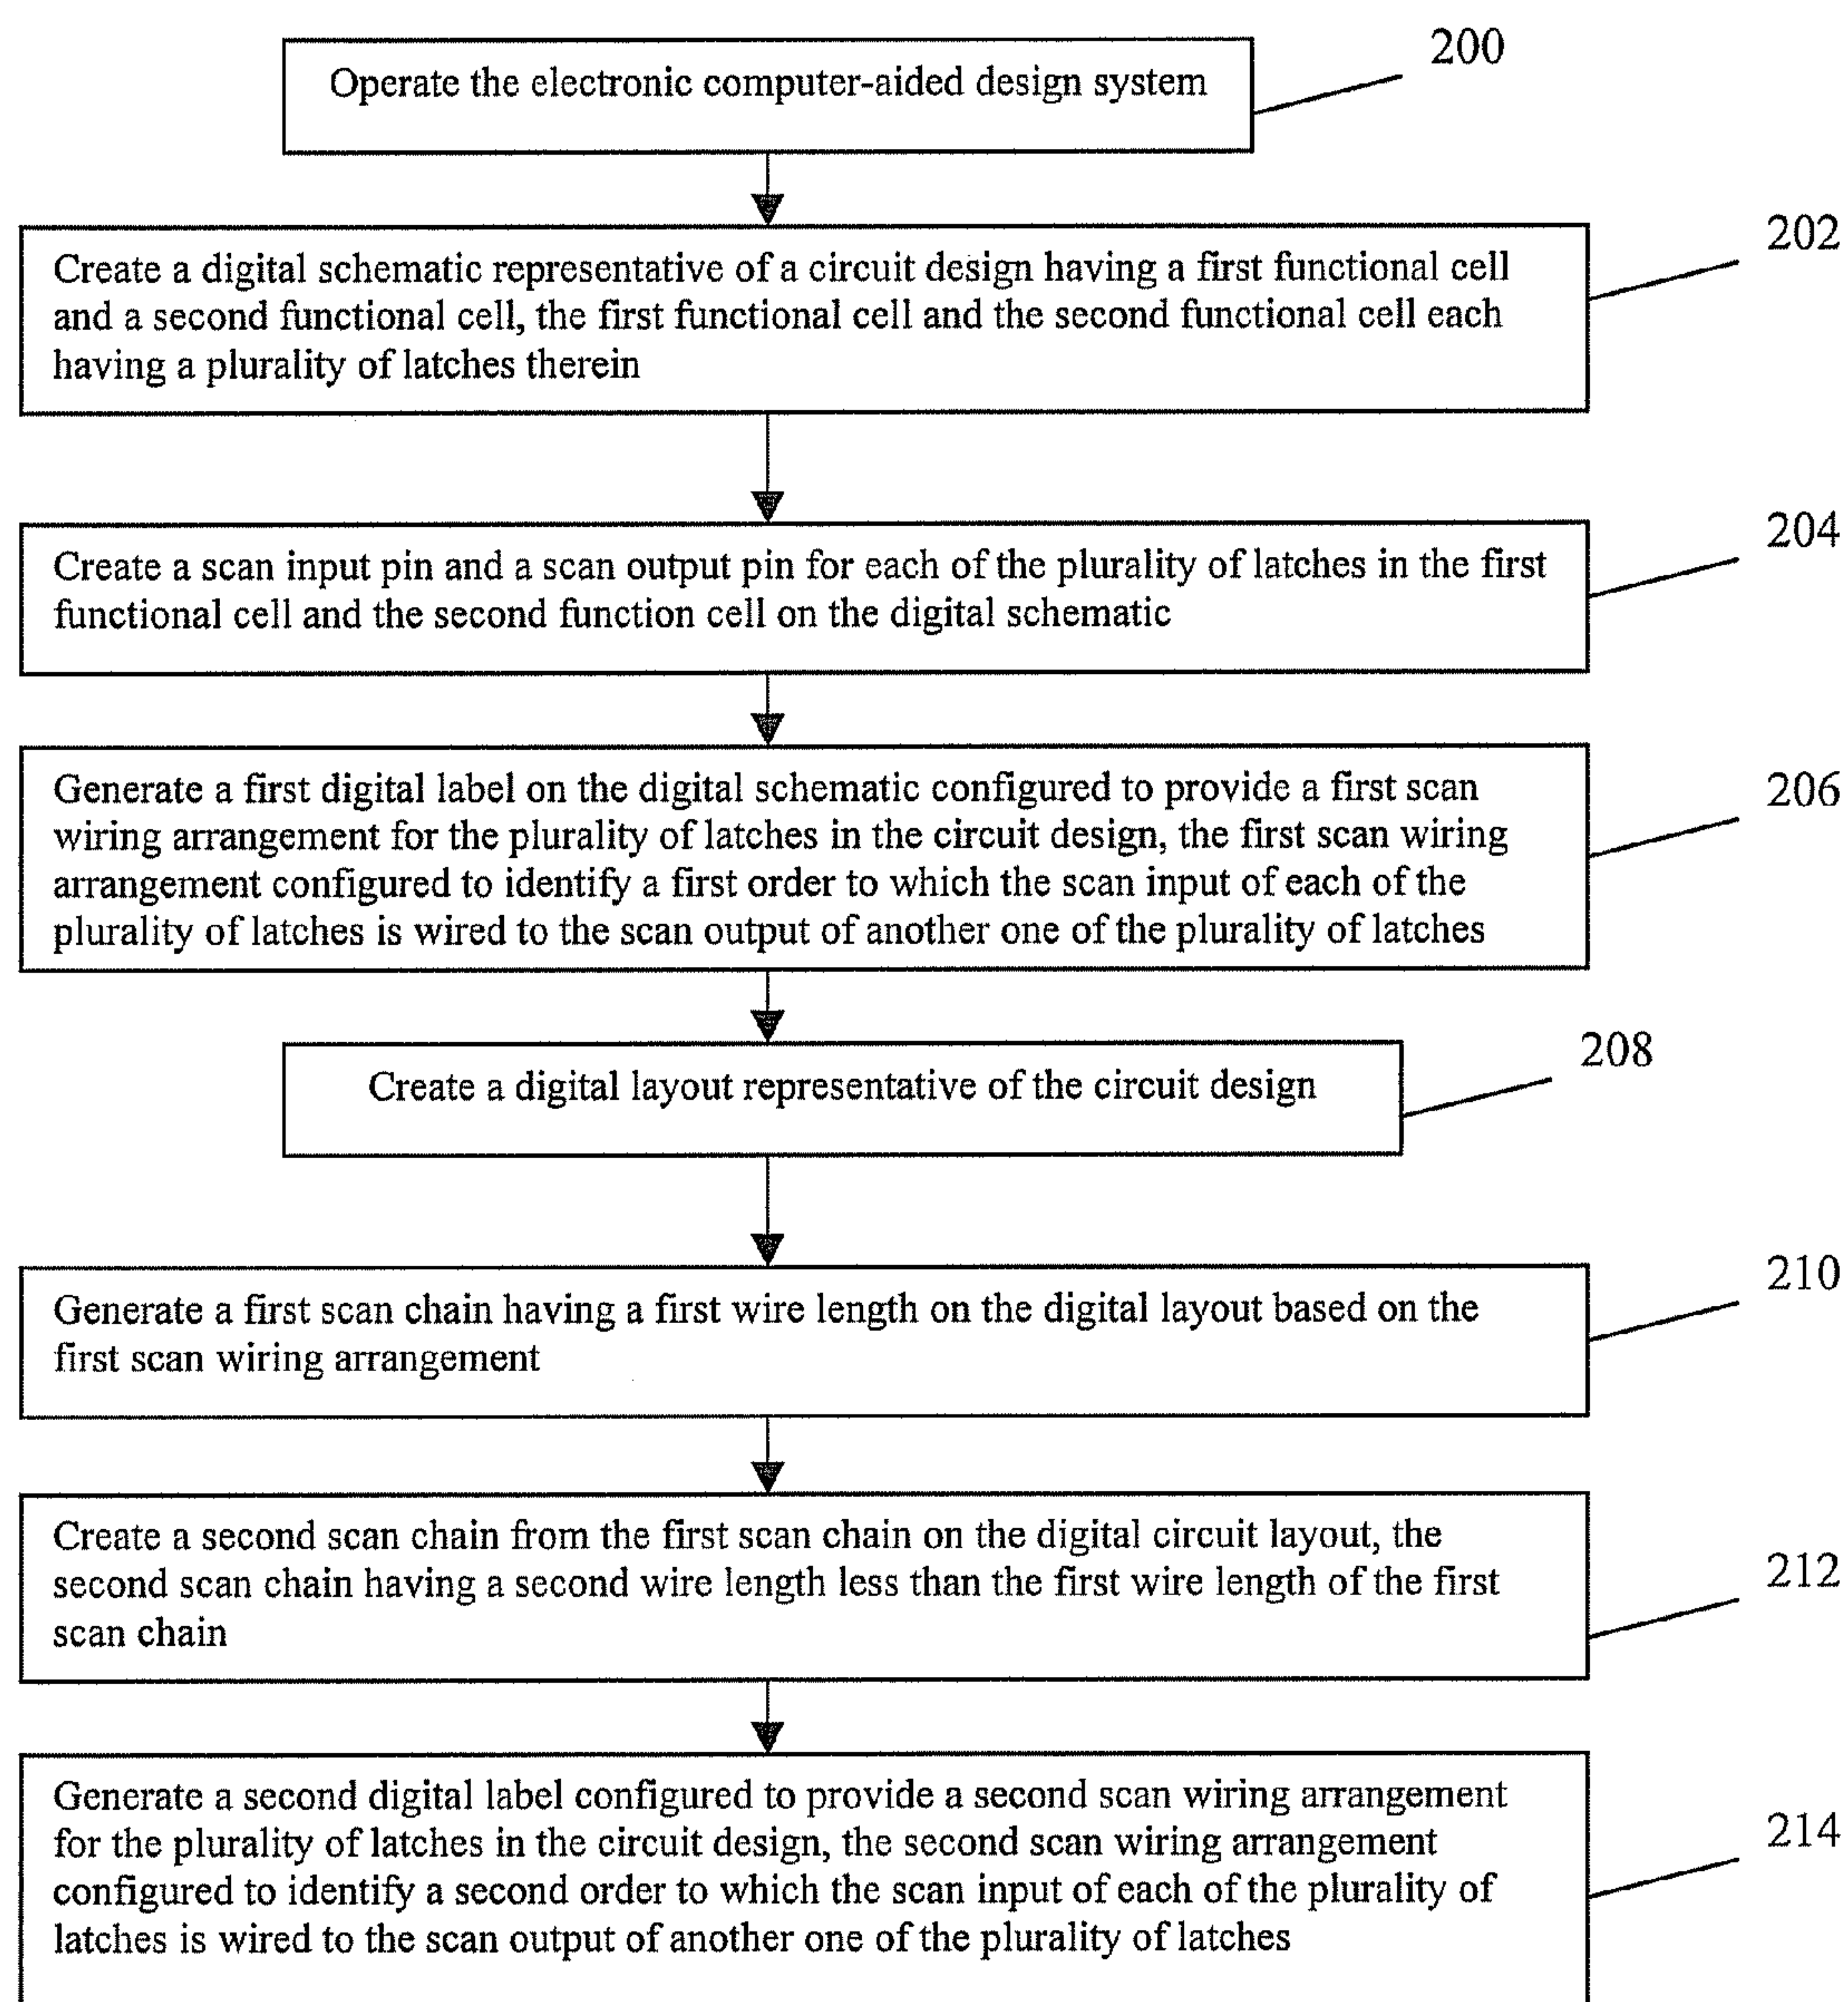 Operate the electronic computer-aided design system
200
Create a digital schematic representative of a circuit design having a first functional cell
and a second functional cell, the first functional cell and the second functional cell each
having a plurality of latches therein
202
Create a scan input pin and a scan output pin for each of the plurality of latches in the first
functional cell and the second function cell on the digital schematic
204
Generate a first digital label on the digital schematic configured to provide a first scan
wiring arrangement for the plurality of latches in the circuit design, the first scan wiring
arrangement configured to identify a first order to which the scan input of each of the
plurality of latches is wired to the scan output of another one of the plurality of latches
206
Create a digital layout representative of the circuit design
208
Generate a first scan chain having a first wire length on the digital layout based on the
first scan wiring arrangement
210
Create a second scan chain from the first scan chain on the digital circuit layout, the
second scan chain having a second wire length less than the first wire length of the first
scan chain
212
Generate a second digital label configured to provide a second scan wiring arrangement
for the plurality of latches in the circuit design, the second scan wiring arrangement
configured to identify a second order to which the scan input of each of the plurality of
latches is wired to the scan output of another one of the plurality of latches
214